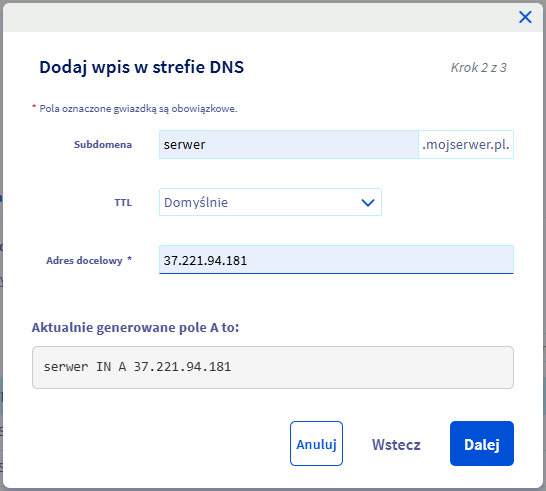 Dodaj wpis w strefie DNS
Krok 2 z 3
* Pola oznaczone gwiazdką są obowiązkowe.
Subdomena serwer .mojserwer.pl.
TTL Domyślnie
Adres docelowy * 37.221.94.181
Aktualnie generowane pole A to:
serwer IN A 37.221.94.181
Anuluj Wstecz Dalej